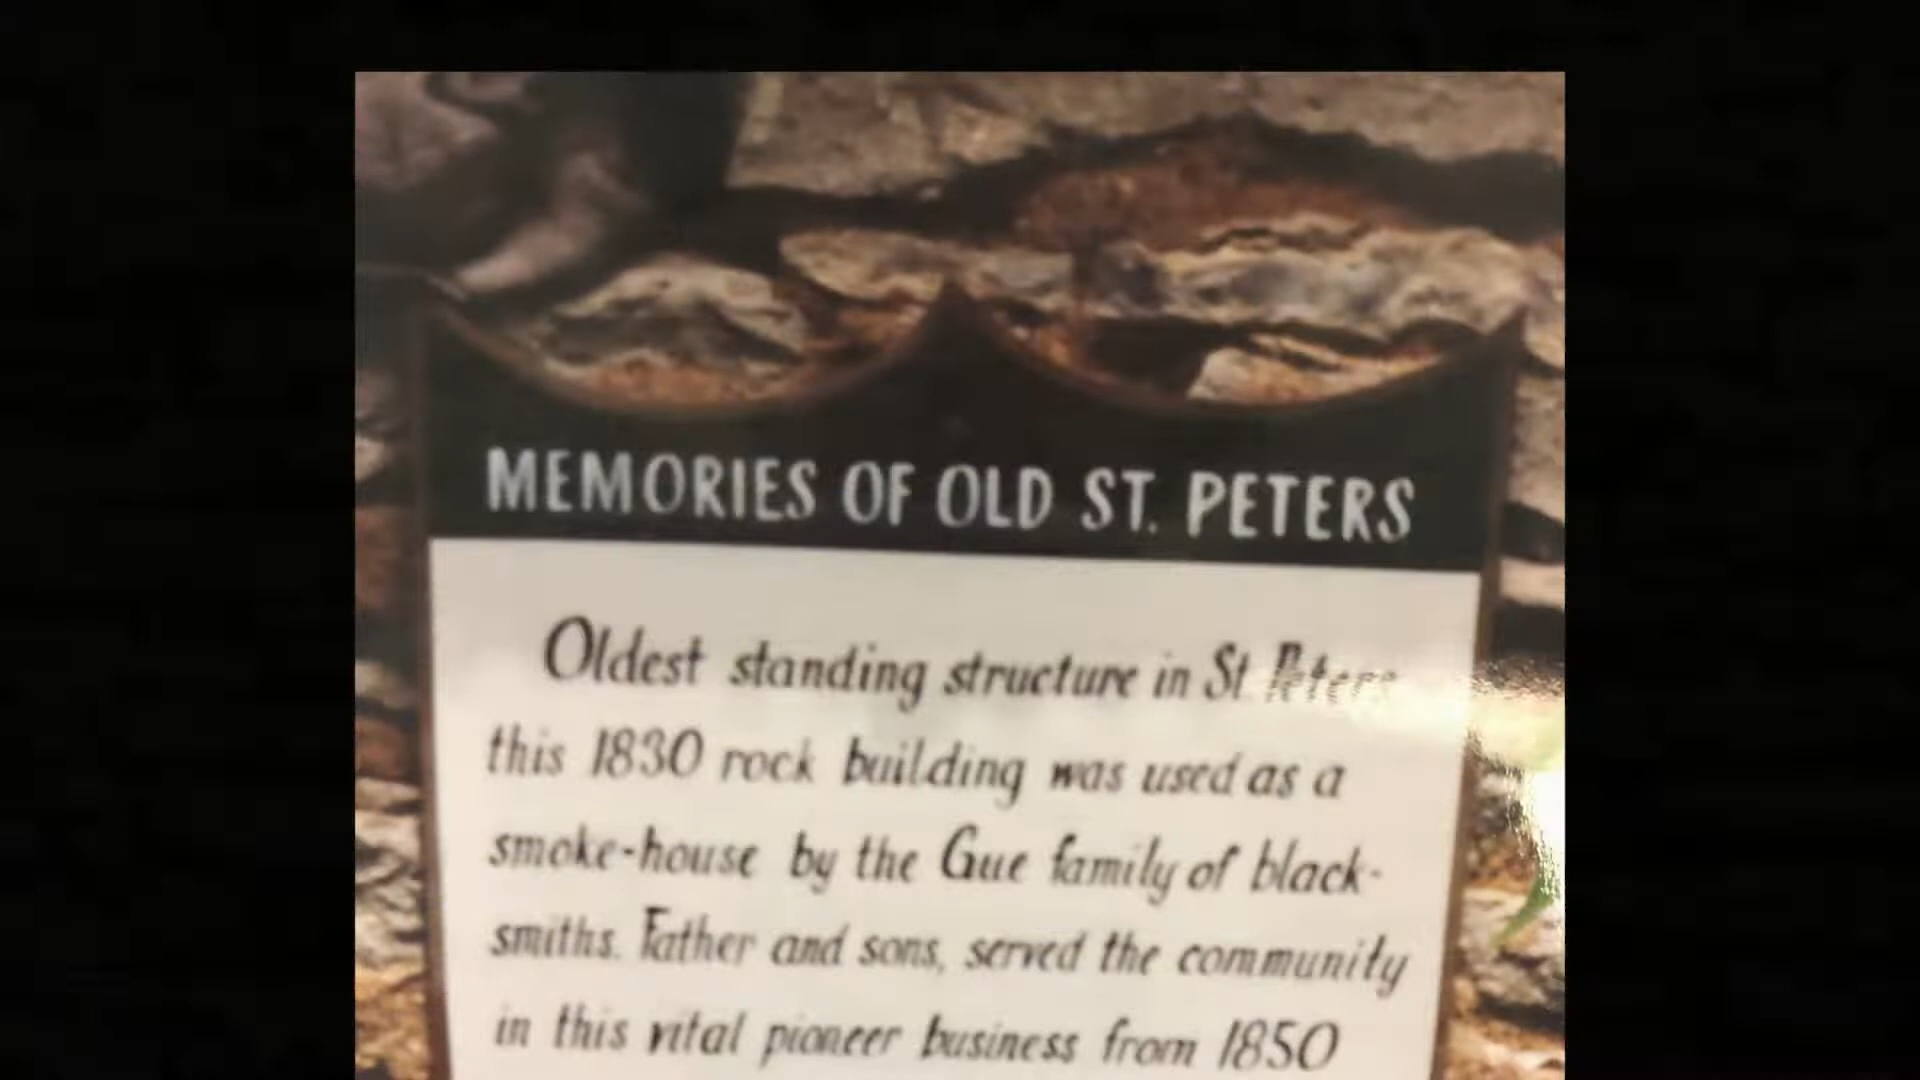 MEMORIES OF OLD ST. PETERS
Oldest standing structure in St Peters
this 1830 rock building was used as a
smoke-house by the Gue family of black-
smiths. Father and sons, served the community
in this vital pioneer business from 1850